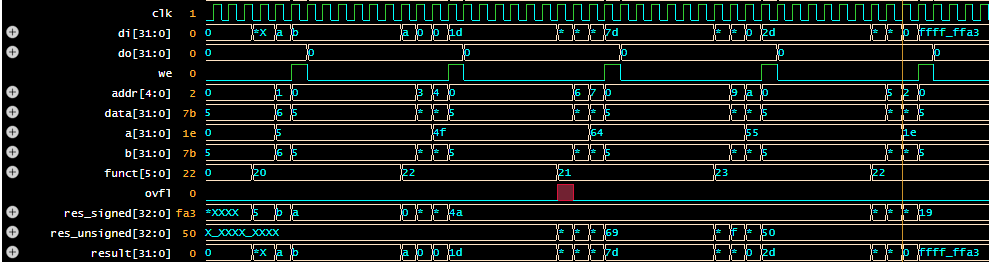 clk 1
di[31:0] 0 0 *X a b a 0 0 1d * * * 7d * * 0 2d * * 0 ffff_ffa3
do[31:0] 0 0 0 0 0 0 0
we 0
addr[4:0] 2 0 1 0 3 4 0 6 7 0 9 a 0 5 2 0
data[31:0] 7b 5 6 5 * * 5 * * 5 * * 5 * * 5
a[31:0] 1e 0 5 4f 64 55 1e
b[31:0] 7b 5 * 6 5 * * 5 * * 5 * * 5 * * 5
funct[5:0] 22 0 20 22 21 23 22
ovfl 0
res_signed[32:0] fa3 *XXXX 5 b a 0 * * 4a * * * 19
res_unsigned[32:0] 50 X_XXXX_XXXX * * * 69 * f * 50
result[31:0] 0 0 *X a b a 0 0 1d * * * 7d * * 0 2d * * 0 ffff_ffa3